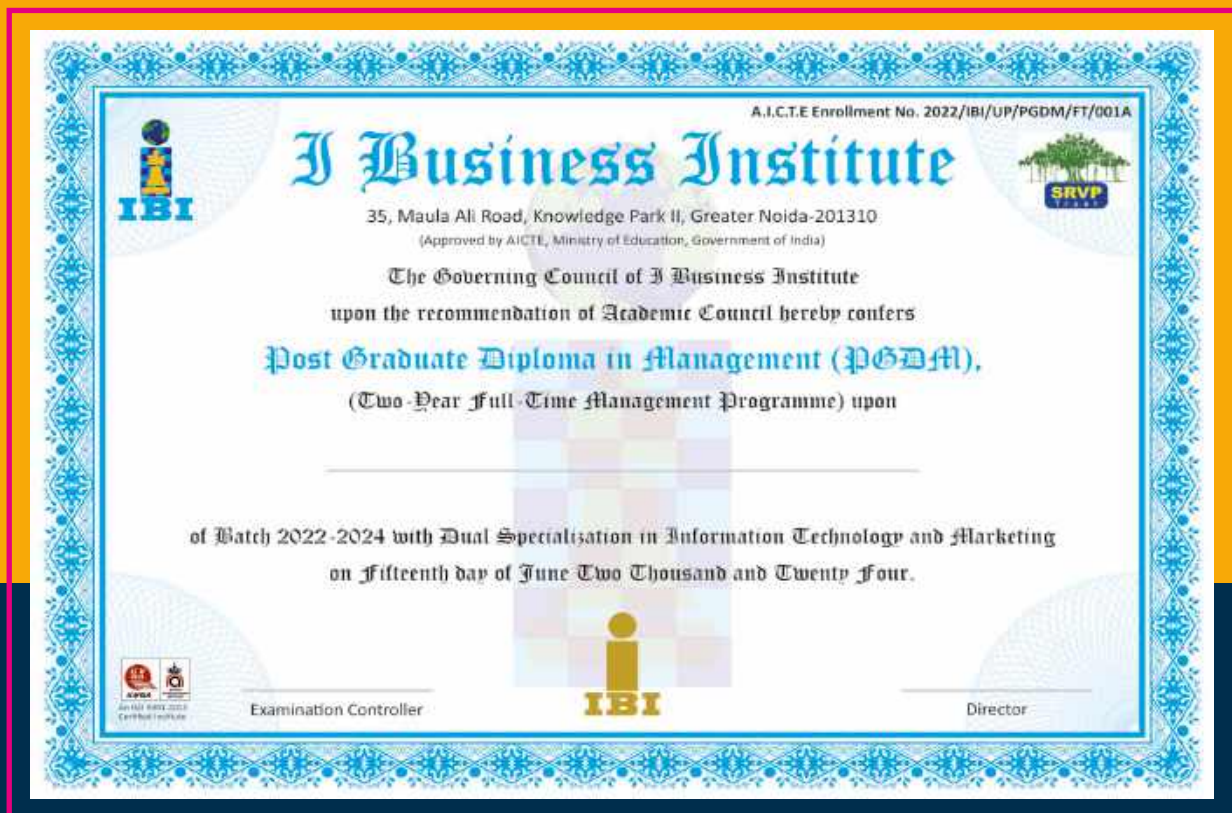 A.I.C.T.E Enrollment No. 2022/IBI/UP/PGDM/FT/001A
IBI
I Business Institute
SRVP
Trust
35, Maula Ali Road, Knowledge Park II, Greater Noida-201310
(Approved by AICTE, Ministry of Education, Government of India)
The Governing Council of I Business Institute
upon the recommendation of Academic Council hereby confers
Post Graduate Diploma in Management (PGDM),
(Two-Year Full-Time Management Programme) upon
of Batch 2022-2024 with Dual Specialization in Information Technology and Marketing
on Fifteenth day of June Two Thousand and Twenty Four.
Certified Institute
Examination Controller
IBI
Director